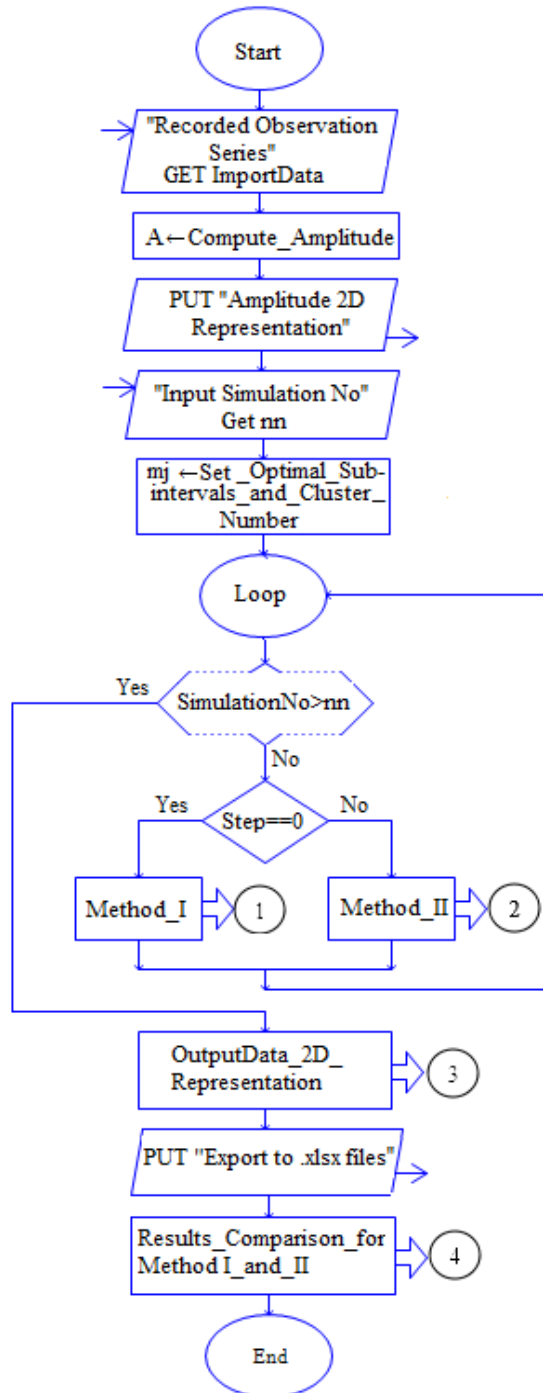 Start
"Recorded Observation
Series"
GET ImportData
A←Compute_Amplitude
PUT "Amplitude 2D
Representation"
"Input Simulation No"
Get nn
mj ←Set _Optimal_Sub-
intervals_and_Cluster_
Number
Loop
Yes
SimulationNo>nn
No
Yes
Step==0
No
Method_I
1
Method_II
2
OutputData_2D_
Representation
3
PUT "Export to .xlsx files"
Results_Comparison_for
Method I_and_II
4
End